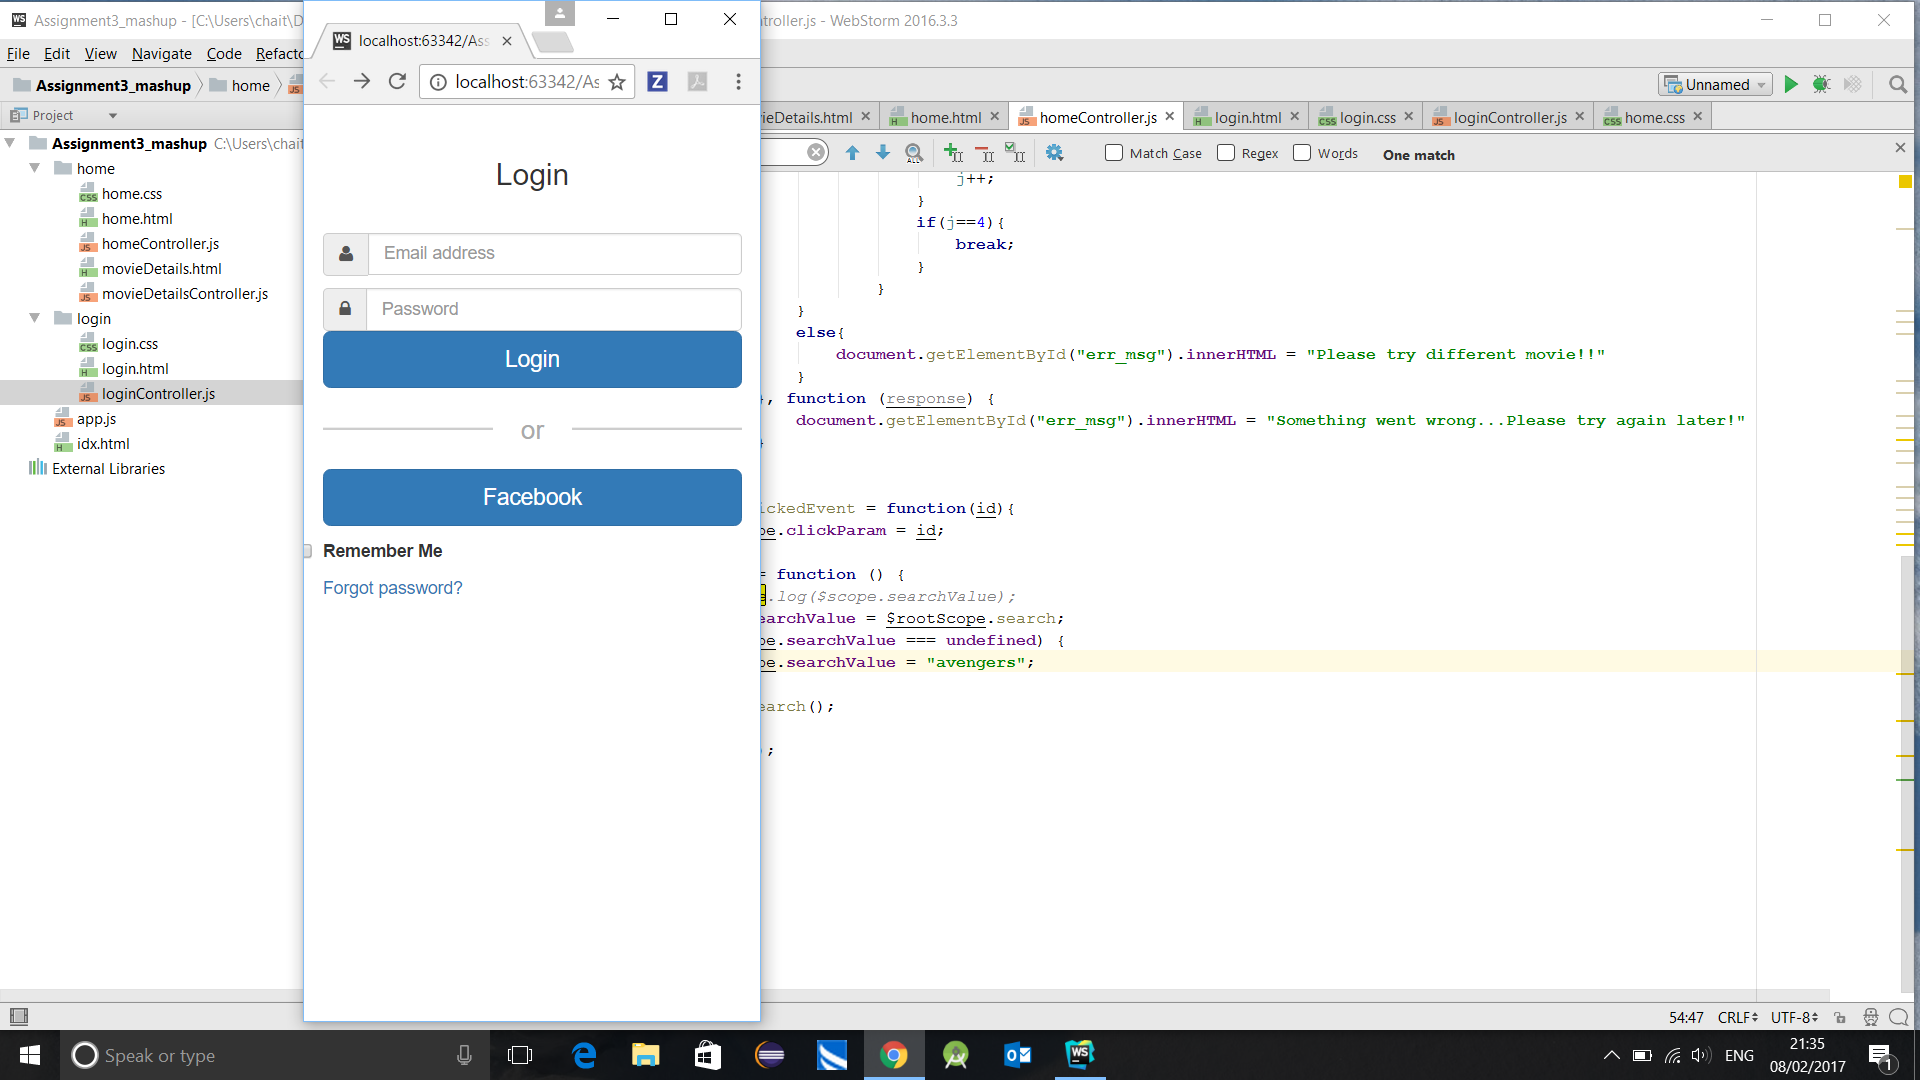 Assignment3_mashup - [C:\Users\chait\D
ntroller.js - WebStorm 2016.3.3
File Edit View Navigate Code Refacto
Assignment3_mashup home
Unnamed
Project
ieDetails.html home.html homeController.js login.html login.css loginController.js home.css
Match Case Regex Words One match
Assignment3_mashup C:\Users\chait
home
home.css
home.html
homeController.js
movieDetails.html
movieDetailsController.js
login
login.css
login.html
loginController.js
app.js
idx.html
External Libraries
localhost:63342/Ass
localhost:63342/As
Login
Email address
Password
Login
or
Facebook
Remember Me
Forgot password?
j++;
}
if(j==4){
break;
}
}
}
else{
document.getElementById("err_msg").innerHTML = "Please try different movie!!"
}
}, function (response) {
document.getElementById("err_msg").innerHTML = "Something went wrong...Please try again later!"
}
ickedEvent = function(id){
pe.clickParam = id;
= function () {
e.log($scope.searchValue);
earchValue = $rootScope.search;
pe.searchValue === undefined) {
pe.searchValue = "avengers";
earch();
);
54:47 CRLF UTF-8
Speak or type
ENG
21:35
08/02/2017
1